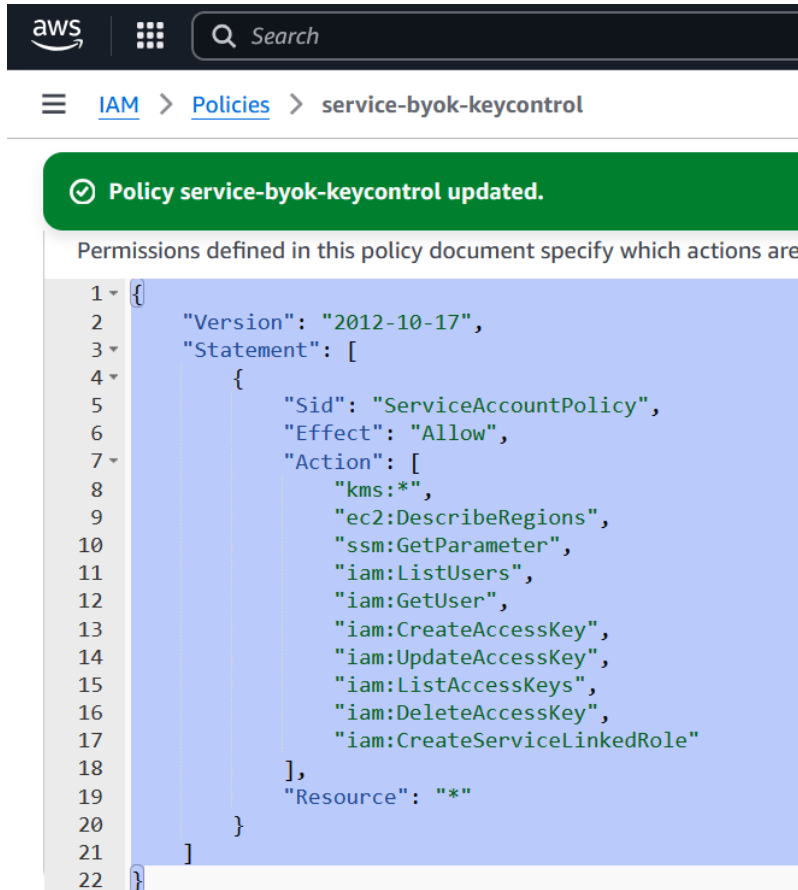 aws
Search
IAM > Policies > service-byok-keycontrol
Policy service-byok-keycontrol updated.
Permissions defined in this policy document specify which actions are
1 {
2 "Version": "2012-10-17",
3 "Statement": [
4 {
5 "Sid": "ServiceAccountPolicy",
6 "Effect": "Allow",
7 "Action": [
8 "kms:*",
9 "ec2:DescribeRegions",
10 "ssm:GetParameter",
11 "iam:ListUsers",
12 "iam:GetUser",
13 "iam:CreateAccessKey",
14 "iam:UpdateAccessKey",
15 "iam:ListAccessKeys",
16 "iam:DeleteAccessKey",
17 "iam:CreateServiceLinkedRole"
18 ],
19 "Resource": "*"
20 }
21 ]
22 }